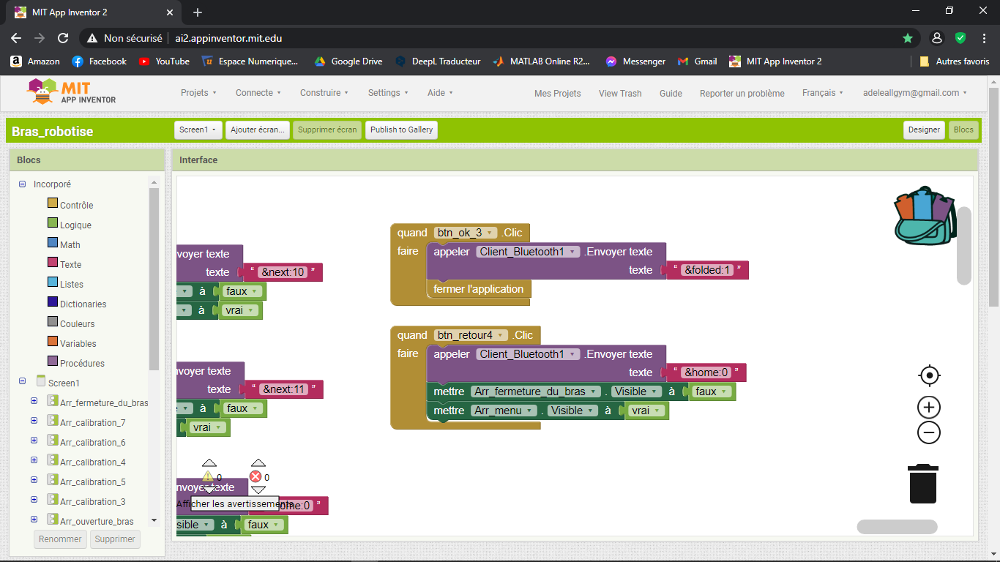 MIT App Inventor 2
Non sécurisé | ai2.appinventor.mit.edu
Amazon Facebook YouTube Espace Numerique... Google Drive DeepL Traducteur MATLAB Online R2... Messenger Gmail MIT App Inventor 2 Autres favoris
MIT APP INVENTOR
Projets Connecte Construire Settings Aide Mes Projets View Trash Guide Reporter un problème Français adeleallgym@gmail.com
Bras_robotise Screen1 Ajouter écran... Supprimer écran Publish to Gallery Designer Blocs
Blocs
Incorporé
Contrôle
Logique
Math
Texte
Listes
Dictionaries
Couleurs
Variables
Procédures
Screen1
Arr_fermeture_du_bras
Arr_calibration_7
Arr_calibration_6
Arr_calibration_4
Arr_calibration_5
Arr_calibration_3
Arr_ouverture_bras
Renommer Supprimer
Interface
voyer texte
texte " &next:10 "
à faux
à vrai
nvoyer texte
texte " &next:11 "
à faux
vrai
0 0
nvoyer texte
Afficher les avertissements ome:0 "
sible à faux
quand btn_ok_3 .Clic
faire appeler Client_Bluetooth1 .Envoyer texte
texte " &folded:1 "
fermer l'application
quand btn_retour4 .Clic
faire appeler Client_Bluetooth1 .Envoyer texte
texte " &home:0 "
mettre Arr_fermeture_du_bras . Visible à faux
mettre Arr_menu . Visible à vrai